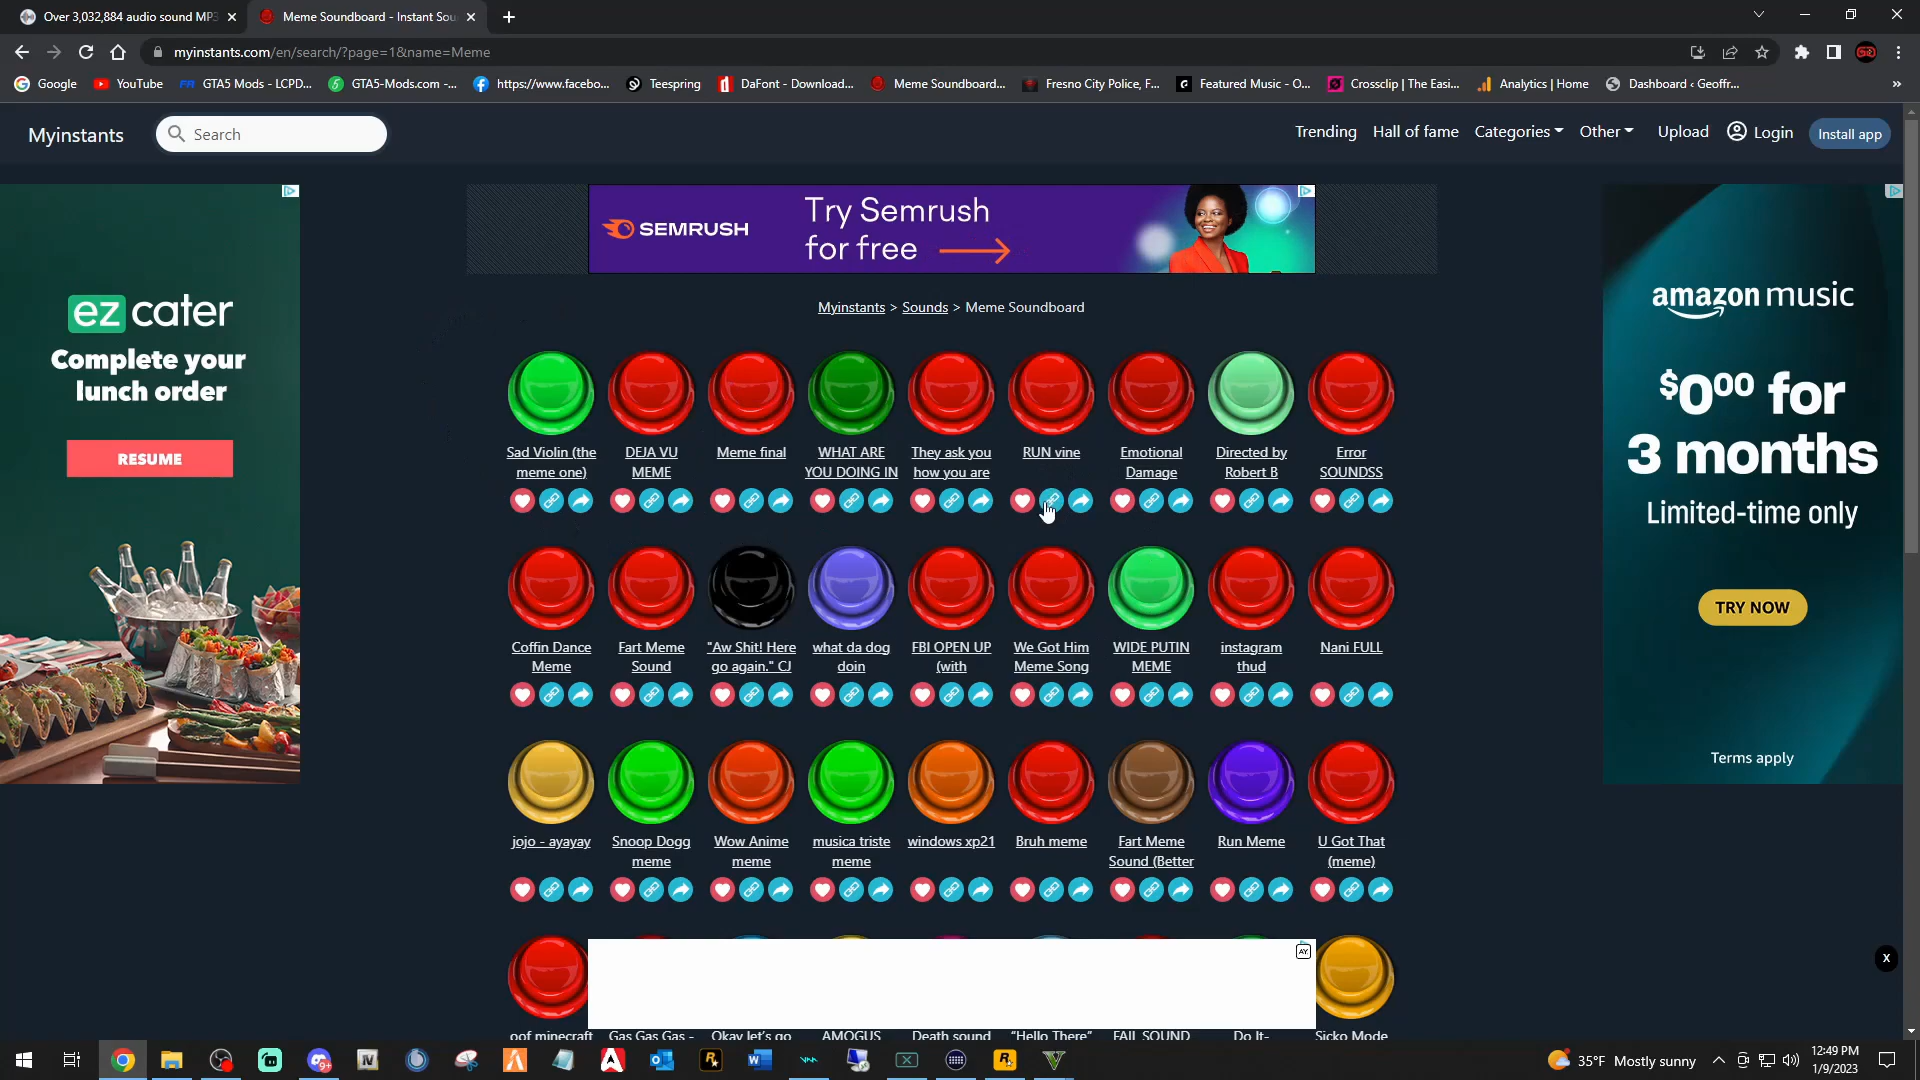 Over 3,032,884 audio sound MP3
Meme Soundboard - Instant Sou
myinstants.com/en/search/?page=1&name=Meme
Google
YouTube
GTA5 Mods - LCPD...
GTA5-Mods.com -...
https://www.facebo...
Teespring
DaFont - Download...
Meme Soundboard...
Fresno City Police, F...
Featured Music - O...
Crossclip | The Easi...
Analytics | Home
Dashboard ‹ Geoffr...
»
Myinstants
Search
Trending
Hall of fame
Categories
Other
Upload
Login
Install app
ez cater
Complete your
lunch order
RESUME
SEMRUSH
Try Semrush
for free
amazon music
$0.00 for
3 months
Limited-time only
TRY NOW
Terms apply
Myinstants > Sounds > Meme Soundboard
Sad Violin (the
meme one)
DEJA VU
MEME
Meme final
WHAT ARE
YOU DOING IN
They ask you
how you are
RUN vine
Emotional
Damage
Directed by
Robert B
Error
SOUNDSS
Coffin Dance
Meme
Fart Meme
Sound
"Aw Shit! Here
go again." CJ
what da dog
doin
FBI OPEN UP
(with
We Got Him
Meme Song
WIDE PUTIN
MEME
instagram
thud
Nani FULL
jojo - ayayay
Snoop Dogg
meme
Wow Anime
meme
musica triste
meme
windows xp21
Bruh meme
Fart Meme
Sound (Better
Run Meme
U Got That
(meme)
oof minecraft
Gas Gas Gas -
Okay let's go
AMOGUS
Death sound
"Hello There"
FAIL SOUND
Do It-
Sicko Mode
AY
X
9+
35°F Mostly sunny
12:49 PM
1/9/2023